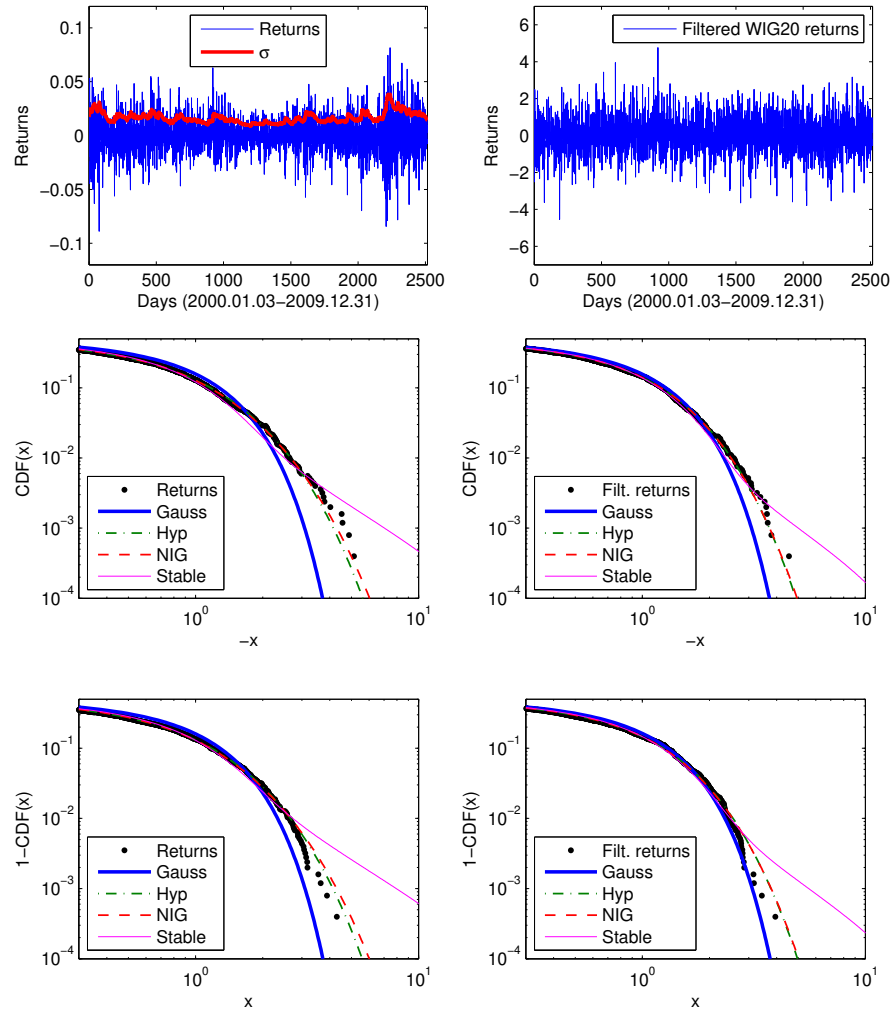 0.1
0.05
0
−0.05
−0.1
Returns
Returns
σ
0 500 1000 1500 2000 2500
Days (2000.01.03−2009.12.31)
6
4
2
0
−2
−4
−6
Returns
Filtered WIG20 returns
0 500 1000 1500 2000 2500
Days (2000.01.03−2009.12.31)
10^−1
10^−2
10^−3
10^−4
CDF(x)
Returns
Gauss
Hyp
NIG
Stable
10^0 10^1
−x
10^−1
10^−2
10^−3
10^−4
CDF(x)
Filt. returns
Gauss
Hyp
NIG
Stable
10^0 10^1
−x
10^−1
10^−2
10^−3
10^−4
1−CDF(x)
Returns
Gauss
Hyp
NIG
Stable
10^0 10^1
x
10^−1
10^−2
10^−3
10^−4
1−CDF(x)
Filt. returns
Gauss
Hyp
NIG
Stable
10^0 10^1
x